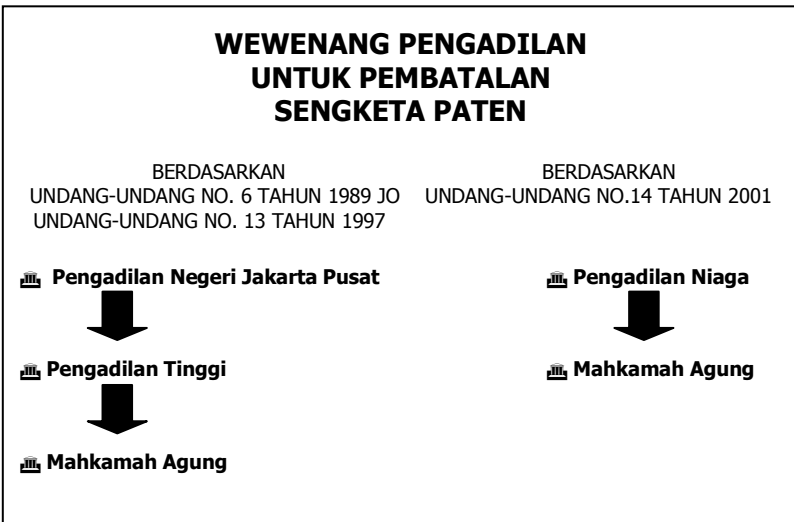 WEWENANG PENGADILAN
UNTUK PEMBATALAN
SENGKETA PATEN
BERDASARKAN
UNDANG-UNDANG NO. 6 TAHUN 1989 JO
UNDANG-UNDANG NO. 13 TAHUN 1997
Pengadilan Negeri Jakarta Pusat
Pengadilan Tinggi
Mahkamah Agung
BERDASARKAN
UNDANG-UNDANG NO.14 TAHUN 2001
Pengadilan Niaga
Mahkamah Agung